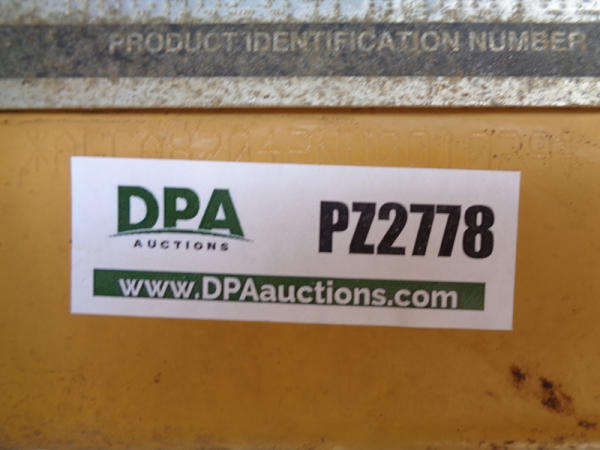 PRODUCT IDENTIFICATION NUMBER
DPA
AUCTIONS
PZ2778
www.DPAauctions.com